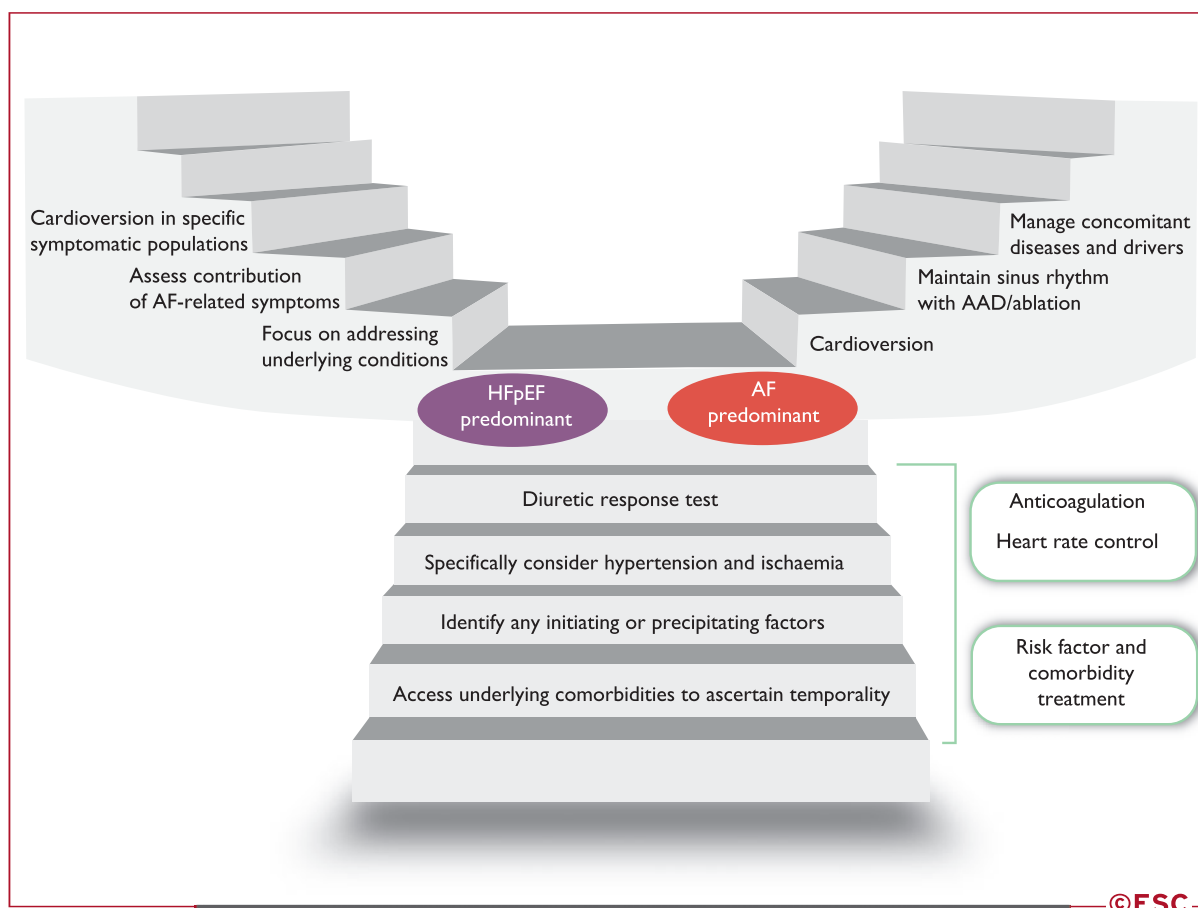 Cardioversion in specific
symptomatic populations
Assess contribution
of AF-related symptoms
Focus on addressing
underlying conditions
Manage concomitant
diseases and drivers
Maintain sinus rhythm
with AAD/ablation
Cardioversion
HFpEF
predominant
AF
predominant
Diuretic response test
Specifically consider hypertension and ischaemia
Identify any initiating or precipitating factors
Access underlying comorbidities to ascertain temporality
Anticoagulation
Heart rate control
Risk factor and
comorbidity
treatment
©ESC